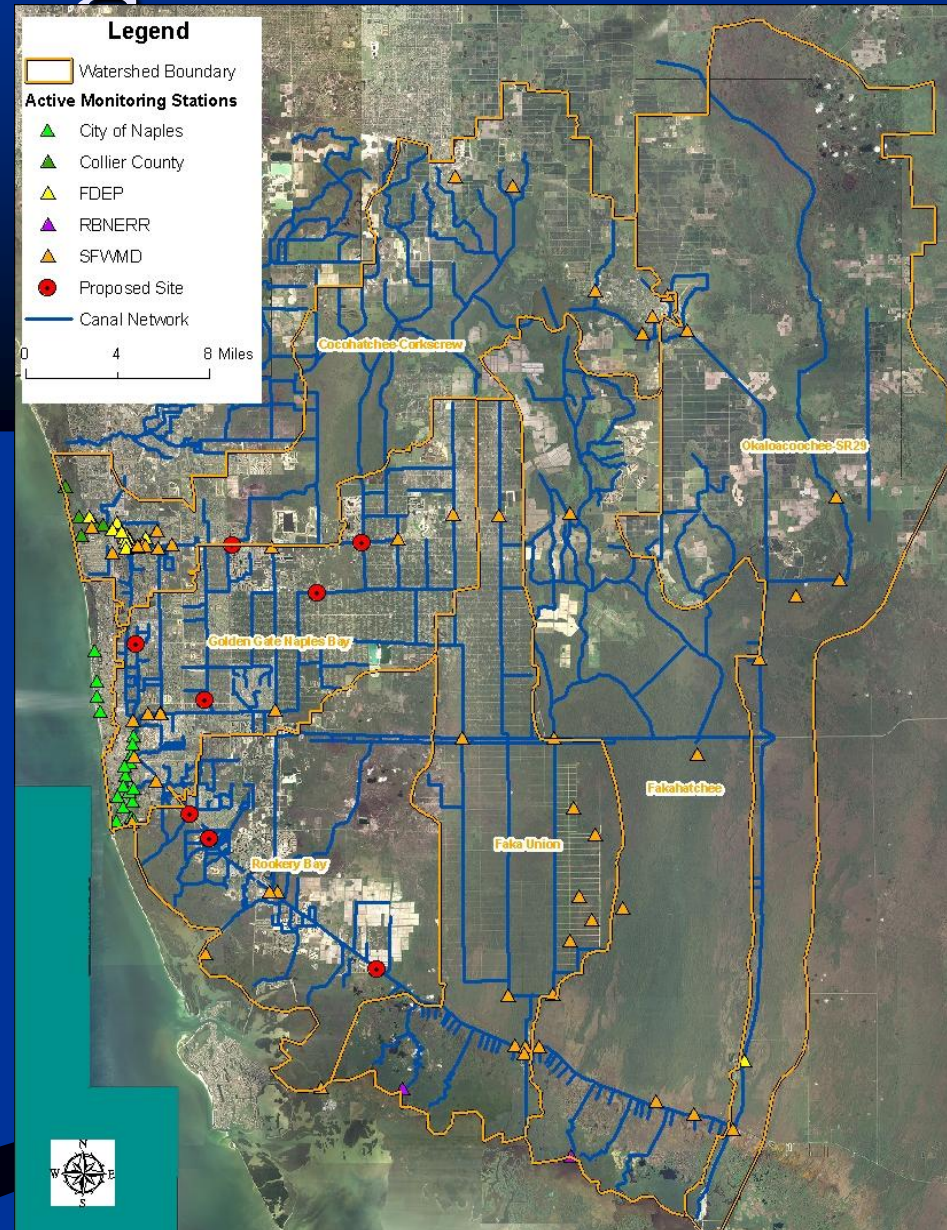 Legend
Watershed Boundary
Active Monitoring Stations
City of Naples
Collier County
FDEP
RBNERR
SFWMD
Proposed Site
Canal Network
0 4 8 Miles
Cocohatchee-Corkscrew
Okaloacoochee-SR29
Golden Gate Naples Bay
Fakahatchee
Faka Union
Rookery Bay
N
W E
S